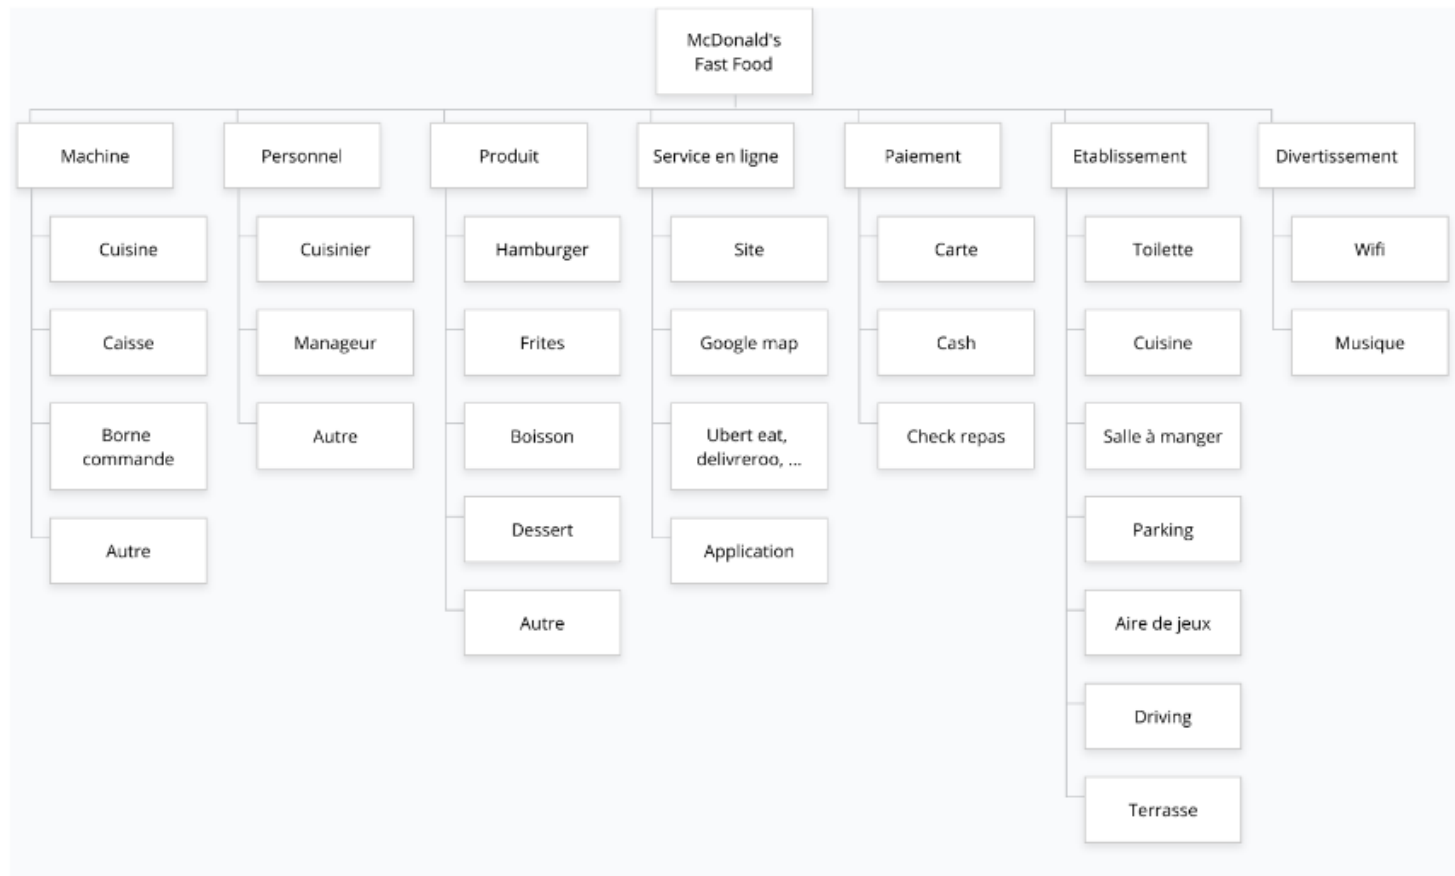 McDonald's
Fast Food
Machine
Personnel
Produit
Service en ligne
Paiement
Etablissement
Divertissement
Cuisine
Caisse
Borne
commande
Autre
Cuisinier
Manageur
Autre
Hamburger
Frites
Boisson
Dessert
Autre
Site
Google map
Ubert eat,
delivreroo, ...
Application
Carte
Cash
Check repas
Toilette
Cuisine
Salle à manger
Parking
Aire de jeux
Driving
Terrasse
Wifi
Musique